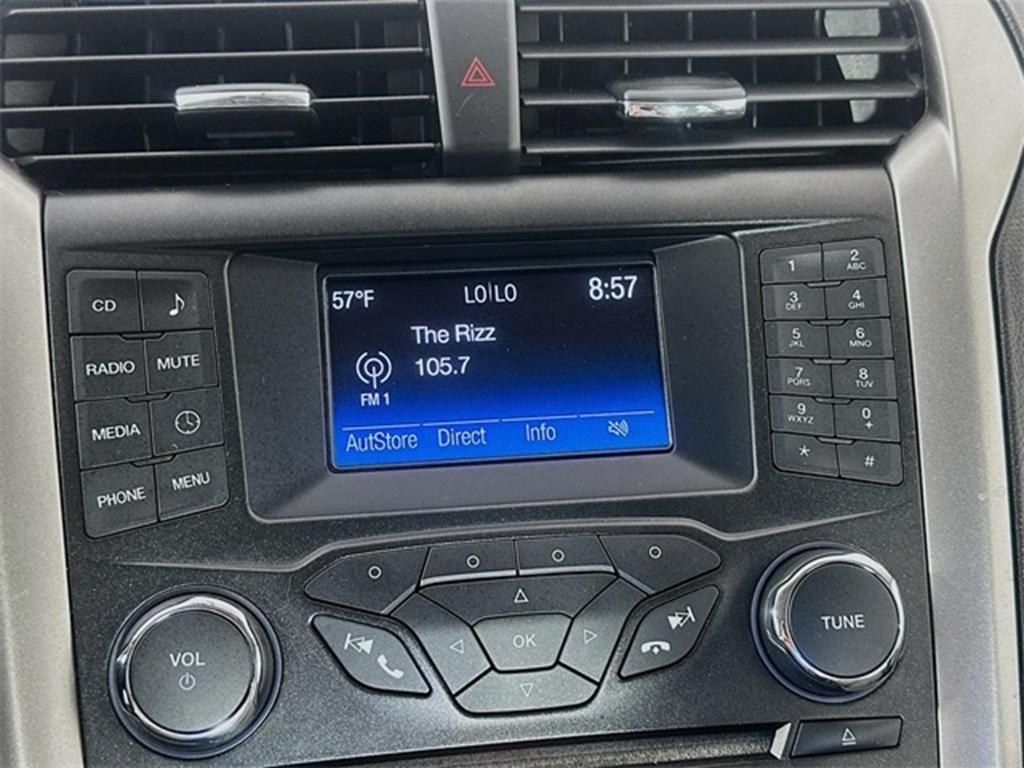 57°F LO|LO 8:57
The Rizz
105.7
FM 1
AutStore Direct Info
CD
RADIO MUTE
MEDIA
PHONE MENU
1 2 ABC
3 DEF 4 GHI
5 JKL 6 MNO
7 PQRS 8 TUV
9 WXYZ 0 +
* #
VOL
OK
TUNE